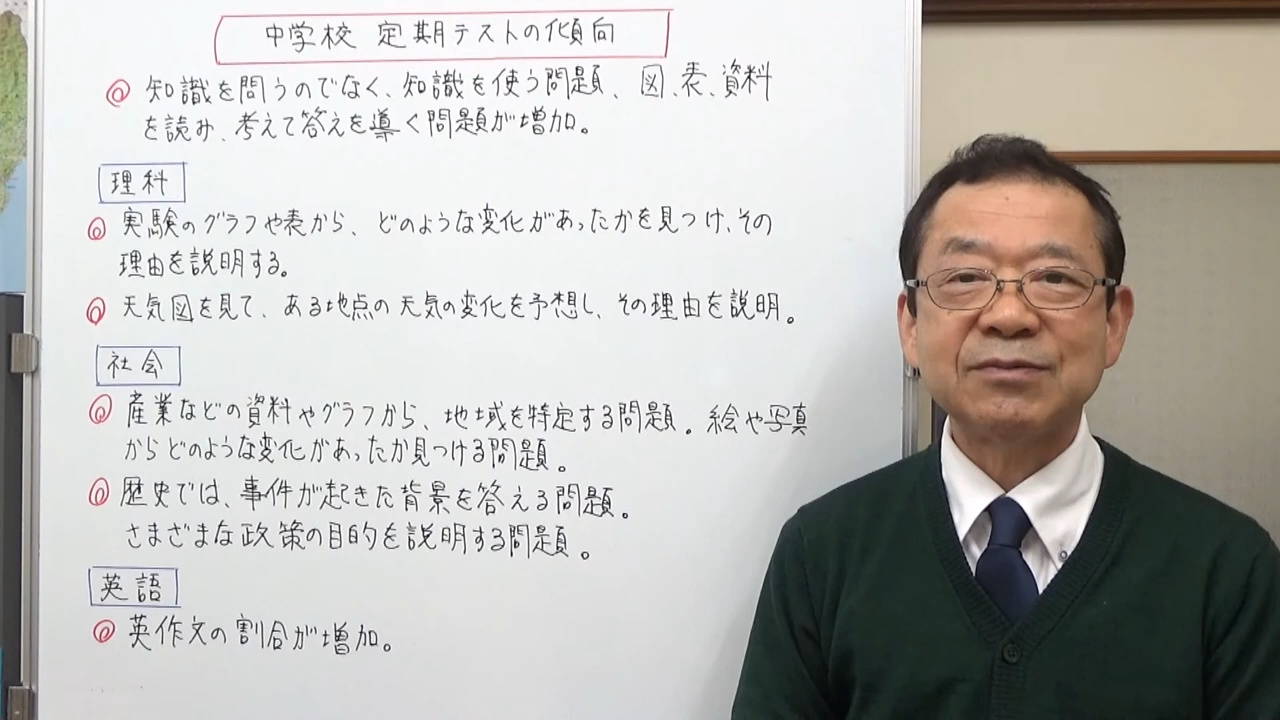 中学校 定期テストの傾向
◎ 知識を問うのでなく、知識を使う問題、図、表、資料
を読み、考えて答えを導く問題が増加。
理科
◎ 実験のグラフや表から、どのような変化があったかを見つけ、その
理由を説明する。
◎ 天気図を見て、ある地点の天気の変化を予想し、その理由を説明。
社会
◎ 産業などの資料やグラフから、地域を特定する問題。絵や写真
からどのような変化があったか見つける問題。
◎ 歴史では、事件が起きた背景を答える問題。
さまざまな政策の目的を説明する問題。
英語
◎ 英作文の割合が増加。